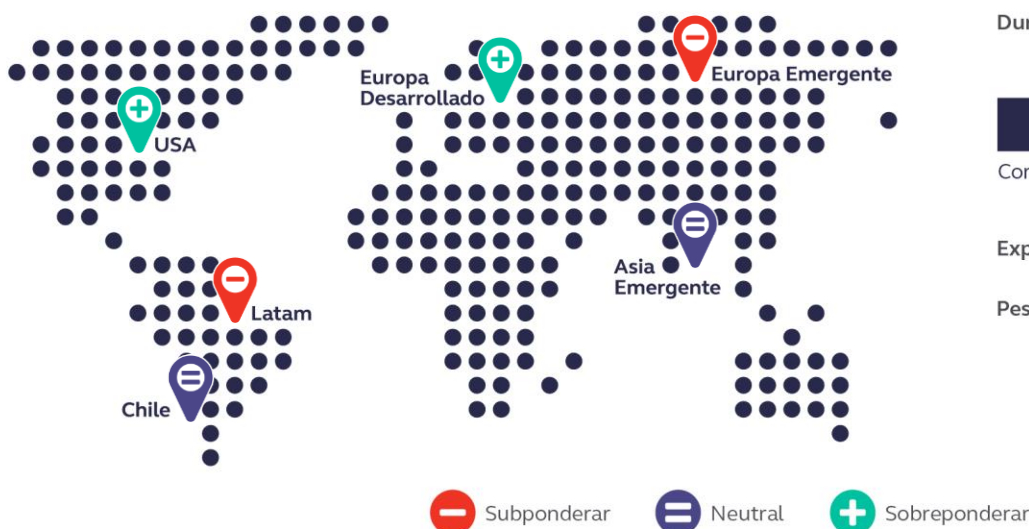 Europa
Desarrollado
Europa Emergente
USA
Asia
Emergente
Latam
Chile
Subponderar
Neutral
Sobreponderar